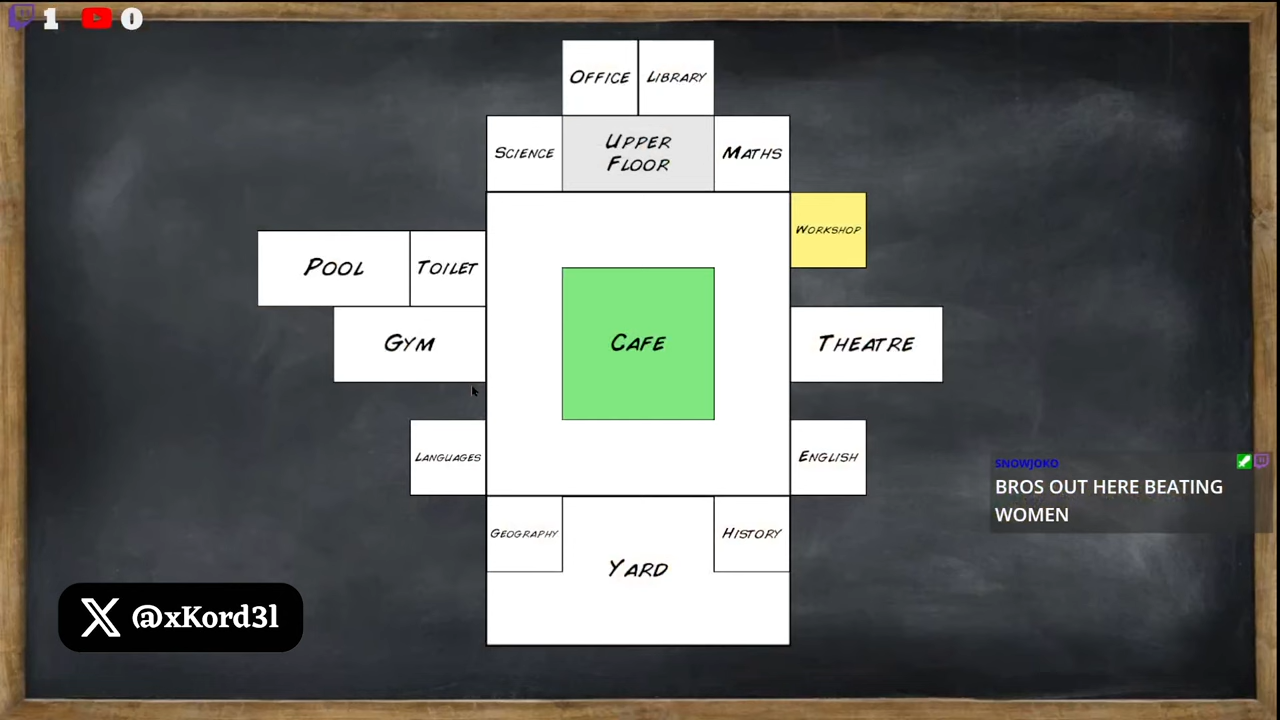 1 0
OFFICE LIBRARY
SCIENCE UPPER FLOOR MATHS
WORKSHOP
POOL TOILET
GYM CAFE THEATRE
LANGUAGES ENGLISH
SNOWJOKO
BROS OUT HERE BEATING
WOMEN
GEOGRAPHY HISTORY
YARD
X @xKord3l